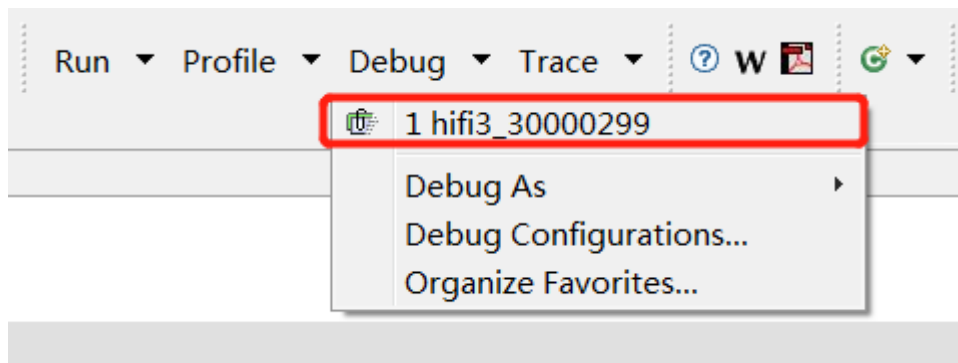 Run Profile Debug Trace W
1 hifi3_30000299
Debug As
Debug Configurations...
Organize Favorites...